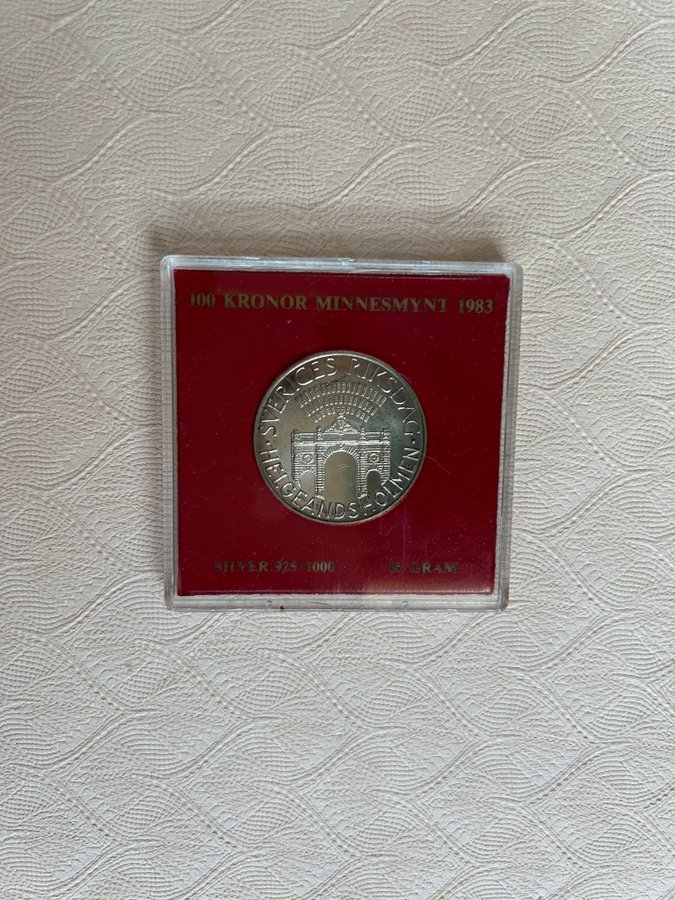 100 KRONOR MINNESMYNT 1983
SVERIGES RIKSDAG
HELGEANDSHOLMEN
SILVER 925/1000 16 GRAM